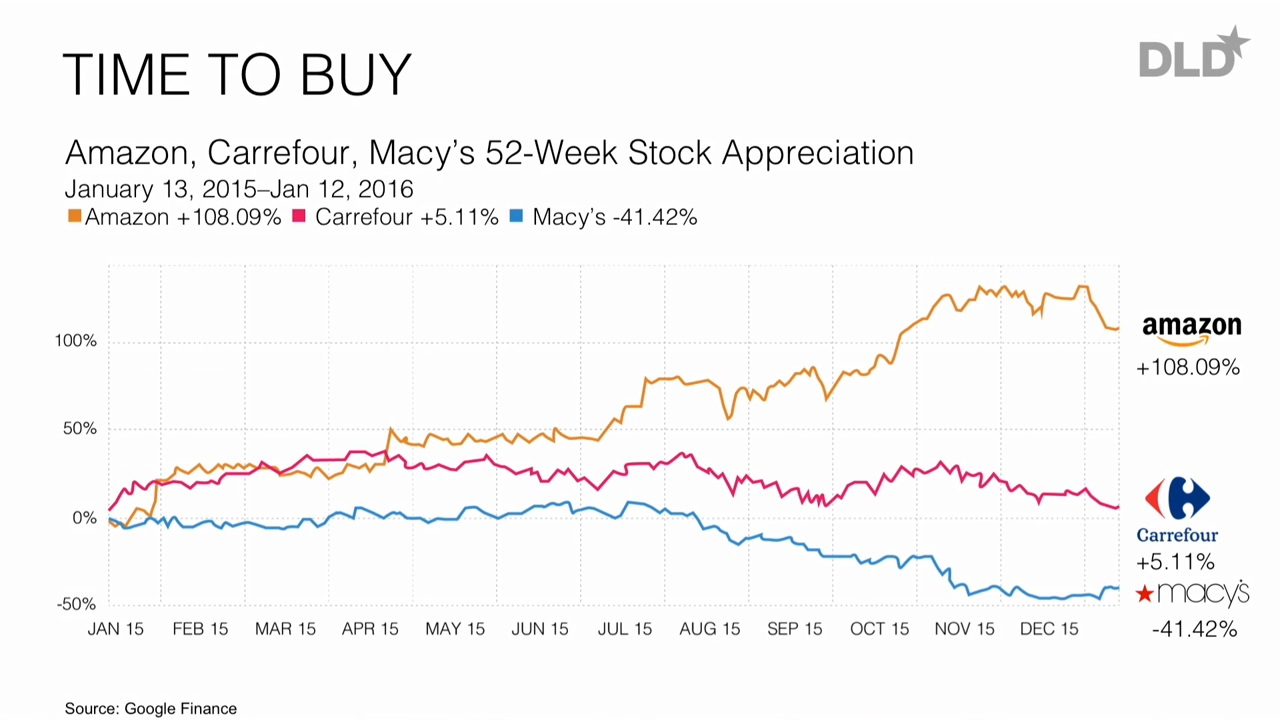 TIME TO BUY
DLD
Amazon, Carrefour, Macy's 52-Week Stock Appreciation
January 13, 2015–Jan 12, 2016
Amazon +108.09% Carrefour +5.11% Macy's -41.42%
100%
50%
0%
-50%
JAN 15 FEB 15 MAR 15 APR 15 MAY 15 JUN 15 JUL 15 AUG 15 SEP 15 OCT 15 NOV 15 DEC 15
amazon
+108.09%
Carrefour
+5.11%
macy's
-41.42%
Source: Google Finance